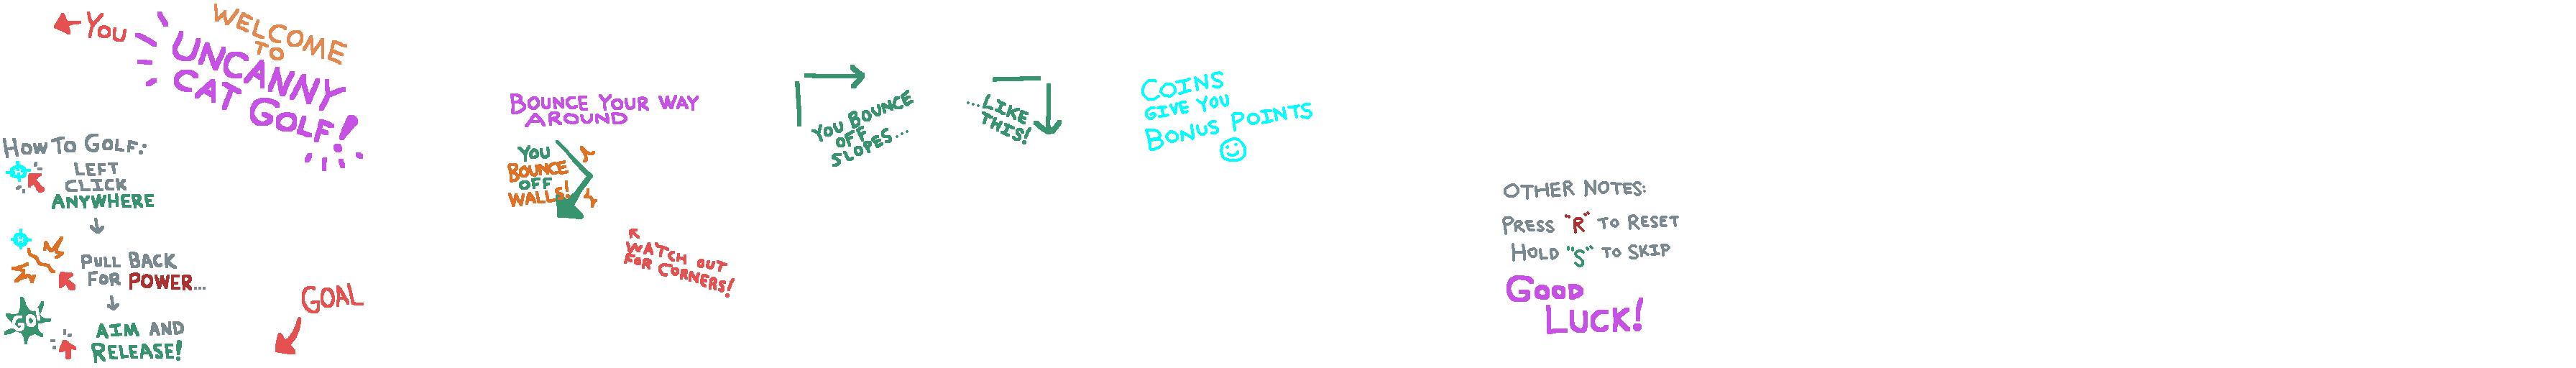 You
WELCOME
TO
UNCANNY
CAT GOLF!
HOW TO GOLF:
LEFT
CLICK
ANYWHERE
PULL BACK
FOR POWER...
GO!
AIM AND
RELEASE!
GOAL
BOUNCE YOUR WAY
AROUND
YOU
BOUNCE
OFF
WALLS!
WATCH OUT
FOR CORNERS!
YOU BOUNCE
OFF
SLOPES...
...LIKE
THIS!
COINS
GIVE YOU
BONUS POINTS
OTHER NOTES:
PRESS "R" TO RESET
HOLD "S" TO SKIP
GOOD
LUCK!